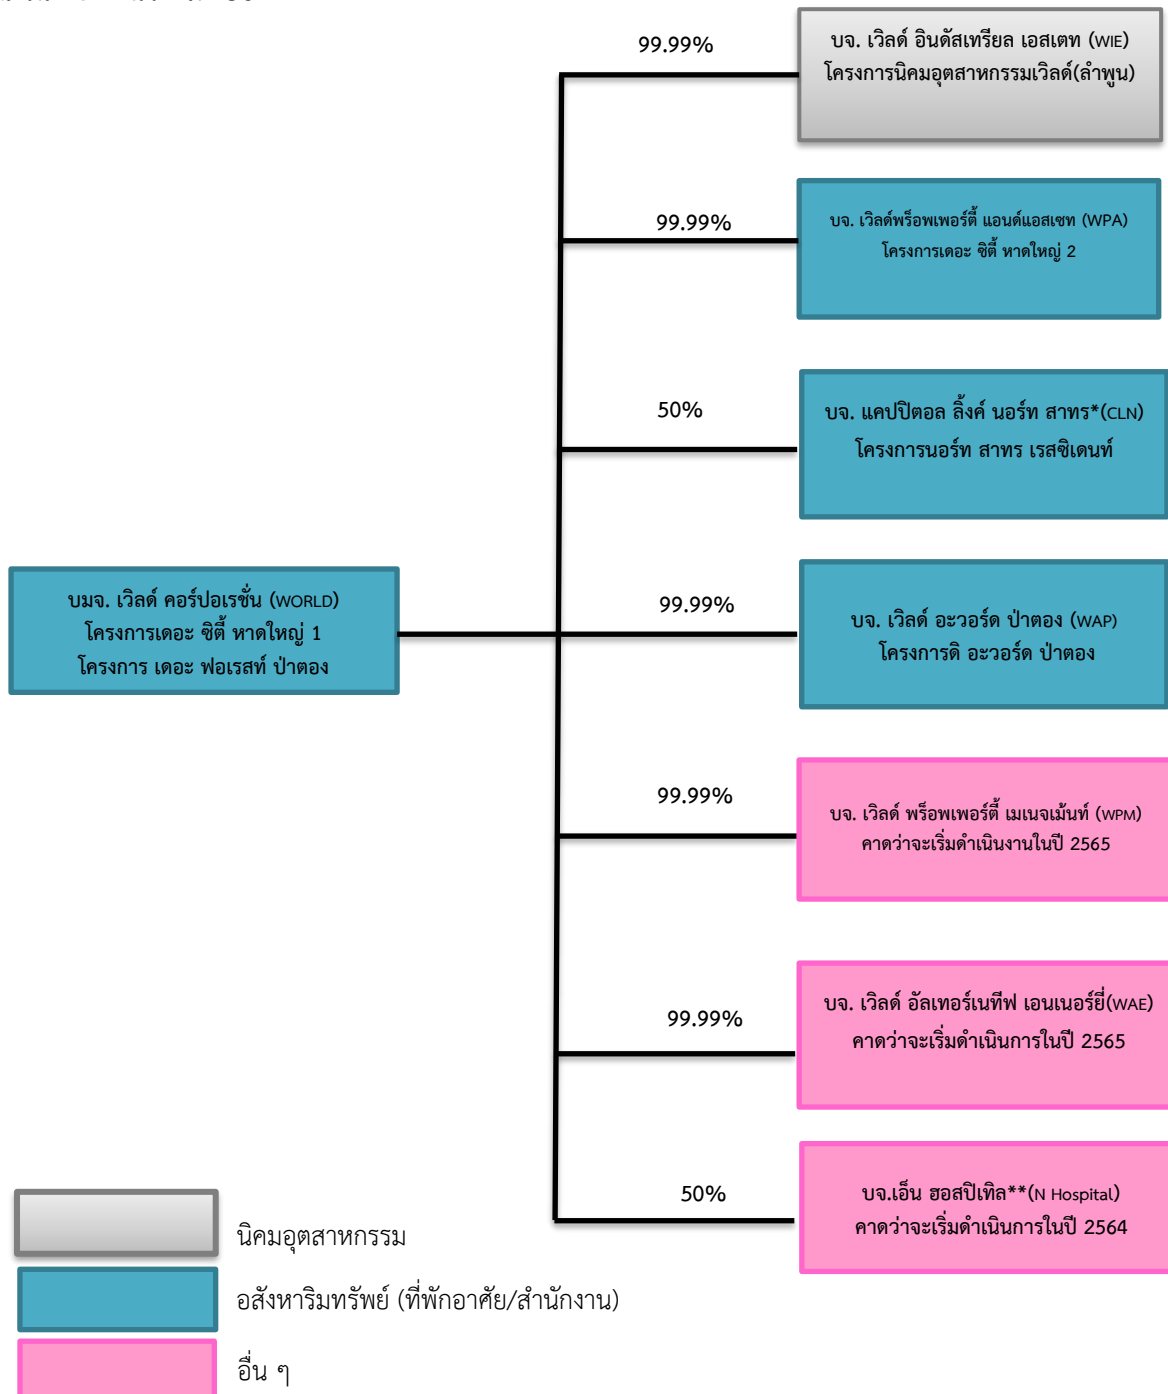 99.99%
บจ. เวิลด์ อินดัสเทรียล เอสเตท (WIE)
โครงการนิคมอุตสาหกรรมเวิลด์(ลำพูน)
99.99%
บจ. เวิลด์พร็อพเพอร์ตี้ แอนด์แอสเซท (WPA)
โครงการเดอะ ซิตี้ หาดใหญ่ 2
50%
บจ. แคปปิตอล ลิ้งค์ นอร์ท สาทร*(CLN)
โครงการนอร์ท สาทร เรสซิเดนท์
บมจ. เวิลด์ คอร์ปอเรชั่น (WORLD)
โครงการเดอะ ซิตี้ หาดใหญ่ 1
โครงการ เดอะ ฟอเรสท์ ป่าตอง
99.99%
บจ. เวิลด์ อะวอร์ด ป่าตอง (WAP)
โครงการดิ อะวอร์ด ป่าตอง
99.99%
บจ. เวิลด์ พร็อพเพอร์ตี้ เมเนจเม้นท์ (WPM)
คาดว่าจะเริ่มดำเนินงานในปี 2565
99.99%
บจ. เวิลด์ อัลเทอร์เนทีฟ เอนเนอร์ยี่(WAE)
คาดว่าจะเริ่มดำเนินการในปี 2565
50%
บจ.เอ็น ฮอสปิเทิล**(N Hospital)
คาดว่าจะเริ่มดำเนินการในปี 2564
นิคมอุตสาหกรรม
อสังหาริมทรัพย์ (ที่พักอาศัย/สำนักงาน)
อื่น ๆ